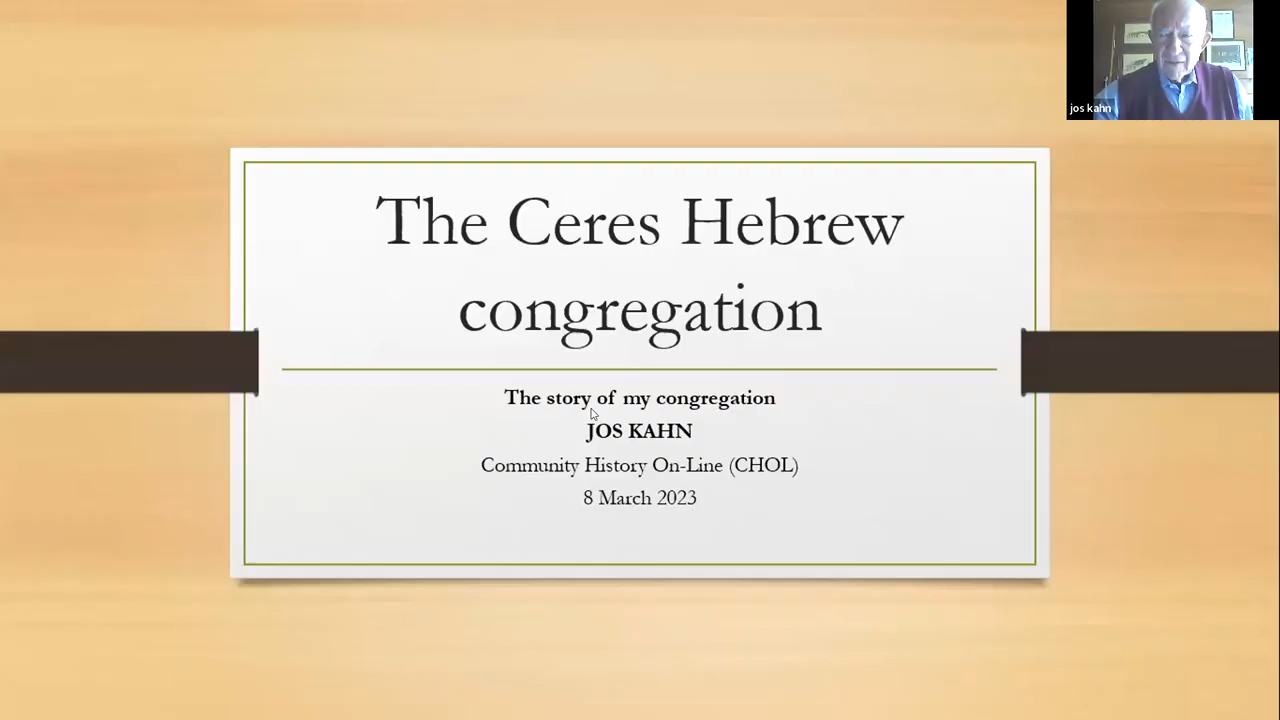 jos kahn
The Ceres Hebrew
congregation
The story of my congregation
JOS KAHN
Community History On-Line (CHOL)
8 March 2023